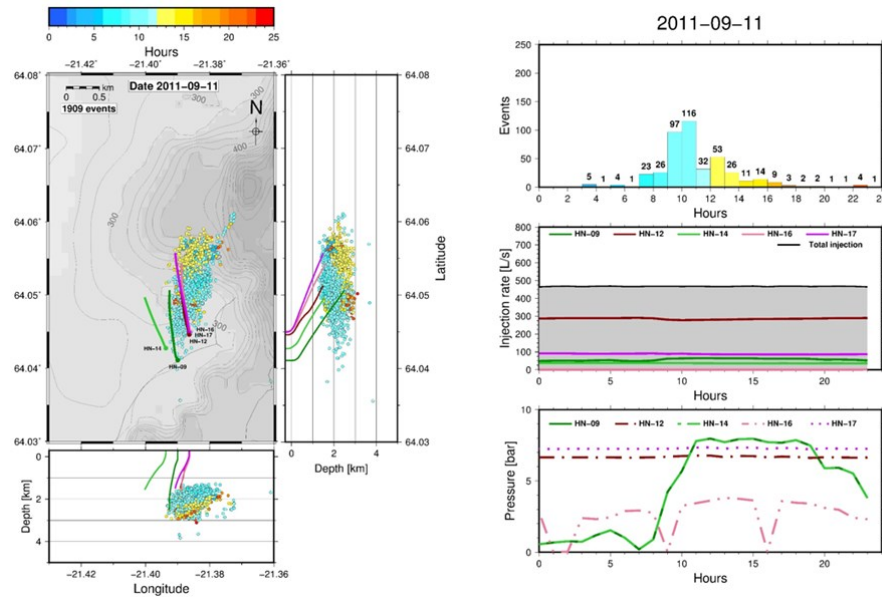 0 5 10 15 20 25
Hours
−21.42 −21.40 −21.38 −21.36
64.08˚
64.07˚
64.06˚
64.05˚
64.04˚
64.03˚
Date 2011−09−11
0 0.5 km
1909 events
N
300
300
400
300
300
HN−16
HN−17
HN−12
HN−14
HN−09
64.08
64.07
64.06
64.05
64.04
64.03
Latitude
0 2 4
Depth [km]
Depth [km]
0
2
4
−21.42 −21.40 −21.38 −21.36
Longitude
2011−09−11
Events
250
200
150
100
50
0
5 4 1 23 26 97 116 32 53 26 11 14 9 3 2 2 1 1 4 1
0 2 4 6 8 10 12 14 16 18 20 22 24
Hours
HN−09 HN−12 HN−14 HN−16 HN−17
Total injection
Injection rate [L/s]
800
700
600
500
400
300
200
100
0
0 5 10 15 20
Hours
HN−09 HN−12 HN−14 HN−16 HN−17
Pressure [bar]
10
5
0
0 5 10 15 20
Hours